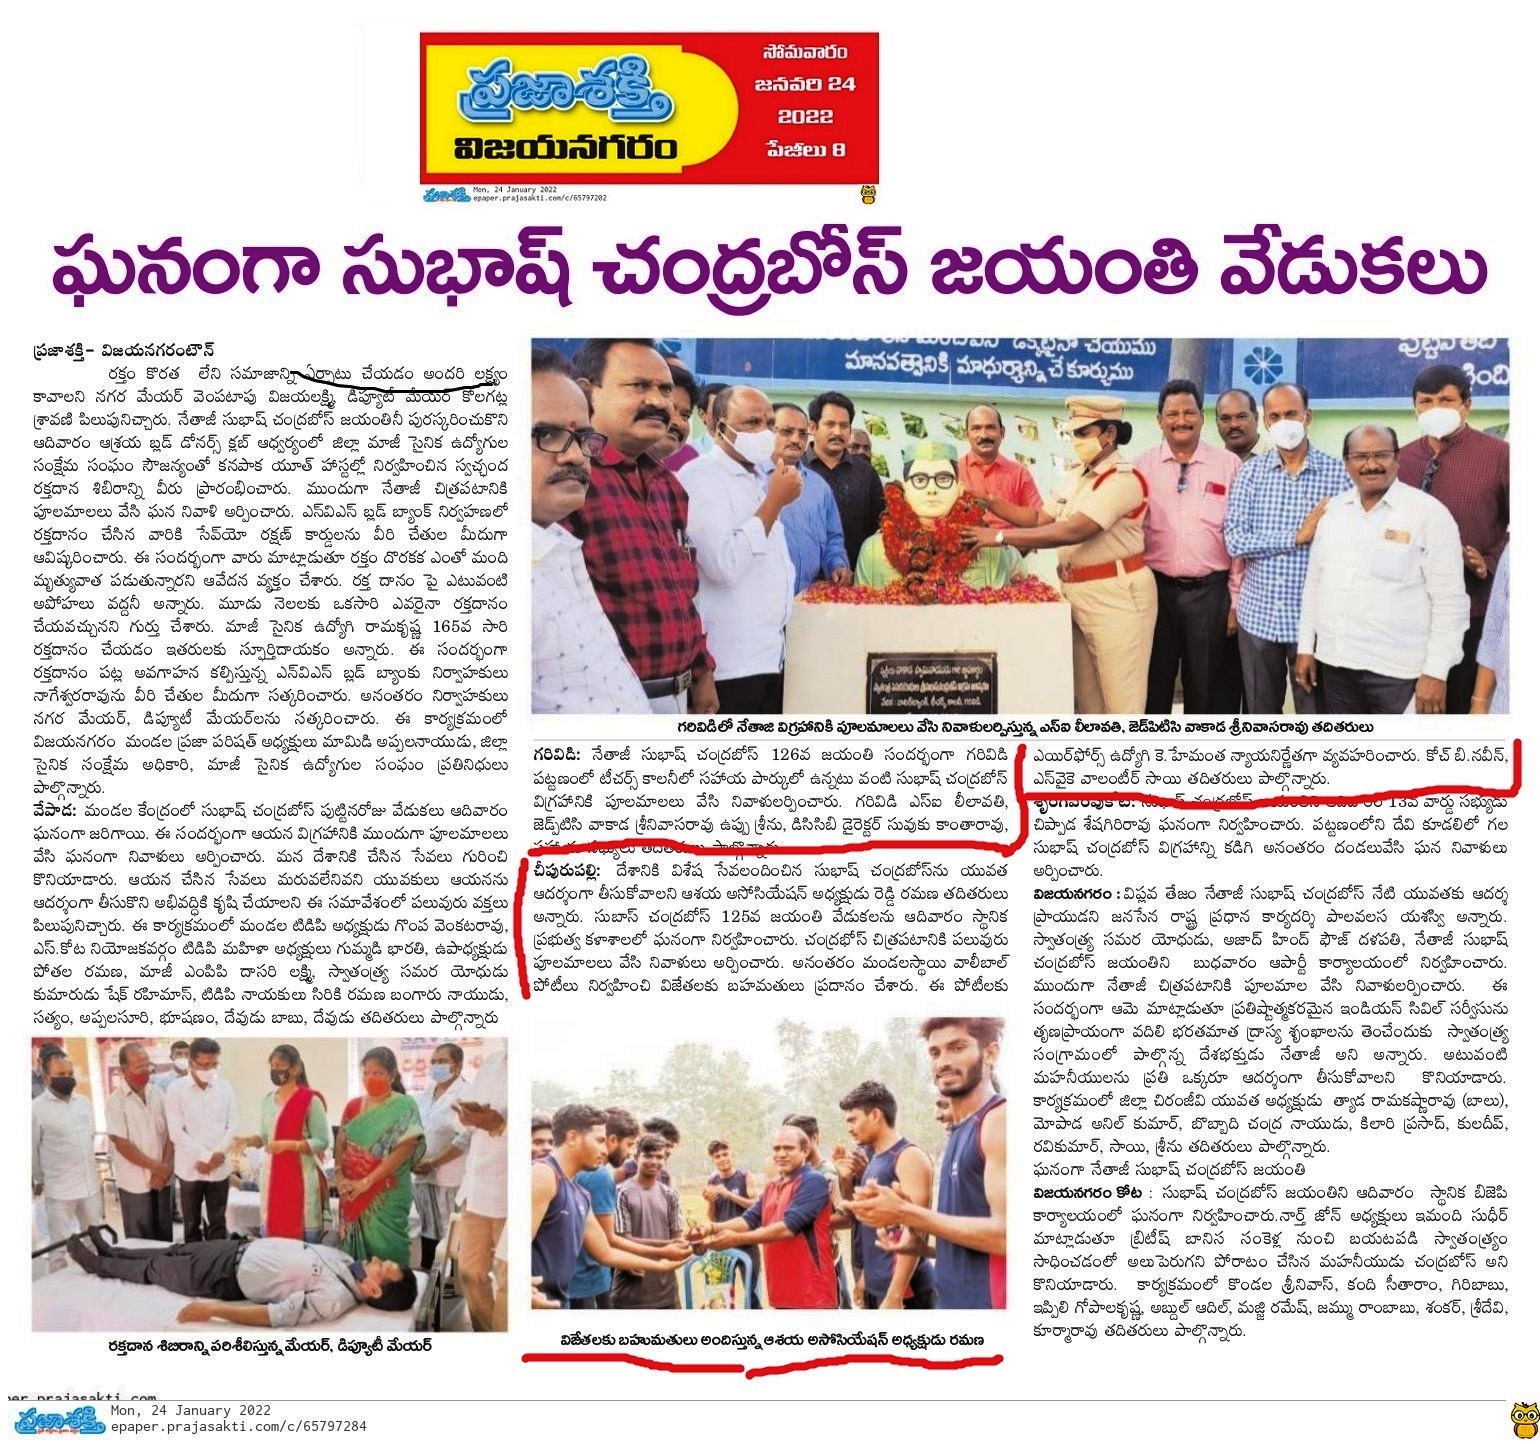 ప్రజాశక్తి
విజయనగరం
సోమవారం
జనవరి 24
2022
పేజీలు 8
ప్రజాశక్తి
Mon, 24 January 2022
epaper.prajasakti.com/c/65797202
ఘనంగా సుభాష్ చంద్రబోస్ జయంతి వేడుకలు
ప్రజాశక్తి- విజయనగరంటౌన్
రక్తం కొరత లేని సమాజాన్ని ఏర్పాటు చేయడం అందరి లక్ష్యం
కావాలని నగర మేయర్ వెంపటాపు విజయలక్ష్మి, డిప్యూటీ మేయర్ కోలగట్ల
శ్రావణి పిలుపునిచ్చారు. నేతాజీ సుభాష్ చంద్రబోస్ జయంతినీ పురస్కరించుకొని
ఆదివారం ఆశ్రయ బ్లడ్ డోనర్స్ క్లబ్ ఆధ్వర్యంలో జిల్లా మాజీ సైనిక ఉద్యోగుల
సంక్షేమ సంఘం సౌజన్యంతో కనపాక యూత్ హాస్టల్లో నిర్వహించిన స్వచ్ఛంద
రక్తదాన శిబిరాన్ని వీరు ప్రారంభించారు. ముందుగా నేతాజీ చిత్రపటానికి
పూలమాలలు వేసి ఘన నివాళి అర్పించారు. ఎస్‌విఎస్ బ్లడ్ బ్యాంక్ నిర్వహణలో
రక్తదానం చేసిన వారికి సేవ్‌యో రక్షణ్ కార్డులను వీరి చేతుల మీదుగా
ఆవిష్కరించారు. ఈ సందర్భంగా వారు మాట్లాడుతూ రక్తం దొరకక ఎంతో మంది
మృత్యువాత పడుతున్నారని ఆవేదన వ్యక్తం చేశారు. రక్త దానం పై ఎటువంటి
అపోహలు వద్దనీ అన్నారు. మూడు నెలలకు ఒకసారి ఎవరైనా రక్తదానం
చేయవచ్చునని గుర్తు చేశారు. మాజీ సైనిక ఉద్యోగి రామకృష్ణ 165వ సారి
రక్తదానం చేయడం ఇతరులకు స్ఫూర్తిదాయకం అన్నారు. ఈ సందర్భంగా
రక్తదానం పట్ల అవగాహన కల్పిస్తున్న ఎన్‌విఎస్ బ్లడ్ బ్యాంకు నిర్వాహకులు
నాగేశ్వరరావును వీరి చేతుల మీదుగా సత్కరించారు. అనంతరం నిర్వాహకులు
నగర మేయర్, డిప్యూటీ మేయర్‌లను సత్కరించారు. ఈ కార్యక్రమంలో
విజయనగరం మండల ప్రజా పరిషత్ అధ్యక్షులు మామిడి అప్పలనాయుడు, జిల్లా
సైనిక సంక్షేమ అధికారి, మాజీ సైనిక ఉద్యోగుల సంఘం ప్రతినిధులు
పాల్గొన్నారు.
వేపాడ: మండల కేంద్రంలో సుభాష్ చంద్రబోస్ పుట్టినరోజు వేడుకలు ఆదివారం
ఘనంగా జరిగాయి. ఈ సందర్భంగా ఆయన విగ్రహానికి ముందుగా పూలమాలలు
వేసి ఘనంగా నివాళులు అర్పించారు. మన దేశానికి చేసిన సేవలు గురించి
కొనియాడారు. ఆయన చేసిన సేవలు మరువలేనివని యువకులు ఆయనను
ఆదర్శంగా తీసుకొని అభివద్ధికి కృషి చేయాలని ఈ సమావేశంలో పలువురు వక్తలు
పిలుపునిచ్చారు. ఈ కార్యక్రమంలో మండల టిడిపి అధ్యక్షుడు గొంప వెంకటరావు,
ఎస్.కోట నియోజకవర్గం టిడిపి మహిళా అధ్యక్షులు గుమ్మడి భారతి, ఉపాధ్యక్షుడు
పోతల రమణ, మాజీ ఎంపిపి దాసరి లక్ష్మి, స్వాతంత్ర్య సమర యోధుడు
కుమారుడు షేక్ రహిమాన్, టిడిపి నాయకులు సిరికి రమణ బంగారు నాయుడు,
సత్యం, అప్పలసూరి, భూషణం, దేవుడు బాబు, దేవుడు తదితరులు పాల్గొన్నారు
రక్తదాన శిబిరాన్ని పరిశీలిస్తున్న మేయర్, డిప్యూటీ మేయర్
మానవత్వానికి మాధుర్యాన్ని చేకూర్చుము
గరివిడిలో నేతాజి విగ్రహానికి పూలమాలలు వేసి నివాళులర్పిస్తున్న ఎస్ఐ లీలావతి, జెడ్‌పిటిసి వాకాడ శ్రీనివాసరావు తదితరులు
గరివిడి: నేతాజీ సుభాష్ చంద్రబోస్ 126వ జయంతి సందర్భంగా గరివిడి
పట్టణంలో టీచర్స్ కాలనీలో సహాయ పార్కులో ఉన్నటు వంటి సుభాష్ చంద్రబోస్
విగ్రహానికి పూలమాలలు వేసి నివాళులర్పించారు. గరివిడి ఎస్ఐ లీలావతి,
జెడ్పిటిసి వాకాడ శ్రీనివాసరావు ఉప్పు శ్రీను, డిసిసిబి డైరెక్టర్ సువుకు కాంతారావు,
సహాయ సభ్యులు తదితరులు పాల్గొన్నారు.
చీపురుపల్లి: దేశానికి విశేష సేవలందించిన సుభాష్ చంద్రబోస్‌ను యువత
ఆదర్శంగా తీసుకోవాలని ఆశయ అసోసియేషన్ అధ్యక్షుడు రెడ్డి రమణ తదితరులు
అన్నారు. సుబాస్ చంద్రబోస్ 125వ జయంతి వేడుకలను ఆదివారం స్థానిక
ప్రభుత్వ కళాశాలలో ఘనంగా నిర్వహించారు. చంద్రభోస్ చిత్రపటానికి పలువురు
పూలమాలలు వేసి నివాళులు అర్పించారు. అనంతరం మండలస్థాయి వాలీబాల్
పోటీలు నిర్వహించి విజేతలకు బహుమతులు ప్రదానం చేశారు. ఈ పోటీలకు
విజేతలకు బహుమతులు అందిస్తున్న ఆశయ అసోసియేషన్ అధ్యక్షుడు రమణ
ఎయిర్‌ఫోర్స్ ఉద్యోగి కె.హేమంత న్యాయనిర్ణేతగా వ్యవహరించారు. కోచ్ బి.నవీన్,
ఎన్‌వైకె వాలంటీర్ సాయి తదితరులు పాల్గొన్నారు.
శృంగవరపుకోట: సుభాష్ చంద్రబోస్ జయంతిని ఆదివారం 13వ వార్డు సభ్యుడు
చిప్పాడ శేషగిరిరావు ఘనంగా నిర్వహించారు. పట్టణంలోని దేవి కూడలిలో గల
సుభాష్ చంద్రబోస్ విగ్రహాన్ని కడిగి అనంతరం దండలువేసి ఘన నివాళులు
అర్పించారు.
విజయనగరం : విప్లవ తేజం నేతాజీ సుభాష్ చంద్రబోస్ నేటి యువతకు ఆదర్శ
ప్రాయుడని జనసేన రాష్ట్ర ప్రధాన కార్యదర్శి పాలవలస యశస్వి అన్నారు.
స్వాతంత్ర్య సమర యోధుడు, అజాద్ హింద్ ఫౌజ్ దళపతి, నేతాజీ సుభాష్
చంద్రబోస్ జయంతిని బుధవారం ఆపార్టీ కార్యాలయంలో నిర్వహించారు.
ముందుగా నేతాజీ చిత్రపటానికి పూలమాల వేసి నివాళులర్పించారు. ఈ
సందర్భంగా ఆమె మాట్లాడుతూ ప్రతిష్టాత్మకరమైన ఇండియన్ సివిల్ సర్వీసును
తృణప్రాయంగా వదిలి భరతమాత ద్రాస్య శృంఖాలను తెంచేందుకు స్వాతంత్ర్య
సంగ్రామంలో పాల్గొన్న దేశభక్తుడు నేతాజీ అని అన్నారు. అటువంటి
మహనీయులను ప్రతి ఒక్కరూ ఆదర్శంగా తీసుకోవాలని కొనియాడారు.
కార్యక్రమంలో జిల్లా చిరంజీవి యువత అధ్యక్షుడు త్యాడ రామకష్ణారావు (బాలు),
మోపాడ అనిల్ కుమార్, బొబ్బాది చంద్ర నాయుడు, కిలారి ప్రసాద్, కులదీప్,
రవికుమార్, సాయి, శ్రీను తదితరులు పాల్గొన్నారు.
ఘనంగా నేతాజీ సుభాష్ చంద్రబోస్ జయంతి
విజయనగరం కోట : సుభాష్ చంద్రబోస్ జయంతిని ఆదివారం స్థానిక బిజెపి
కార్యాలయంలో ఘనంగా నిర్వహించారు.నార్త్ జోన్ అధ్యక్షులు ఇమంది సుధీర్
మాట్లాడుతూ బ్రిటీష్ బానిస సంకెళ్ల నుంచి బయటపడి స్వాతంత్ర్యం
సాధించడంలో అలుపెరుగని పోరాటం చేసిన మహనీయుడు చంద్రబోస్ అని
కొనియాడారు. కార్యక్రమంలో కొండల శ్రీనివాస్, కంది సీతారాం, గిరిబాబు,
ఇప్పిలి గోపాలకృష్ణ, అబ్దుల్ ఆదిల్, మజ్జి రమేష్, జమ్ము రాంబాబు, శంకర్, శ్రీదేవి,
కూర్మారావు తదితరులు పాల్గొన్నారు.
ప్రజాశక్తి
Mon, 24 January 2022
epaper.prajasakti.com/c/65797284